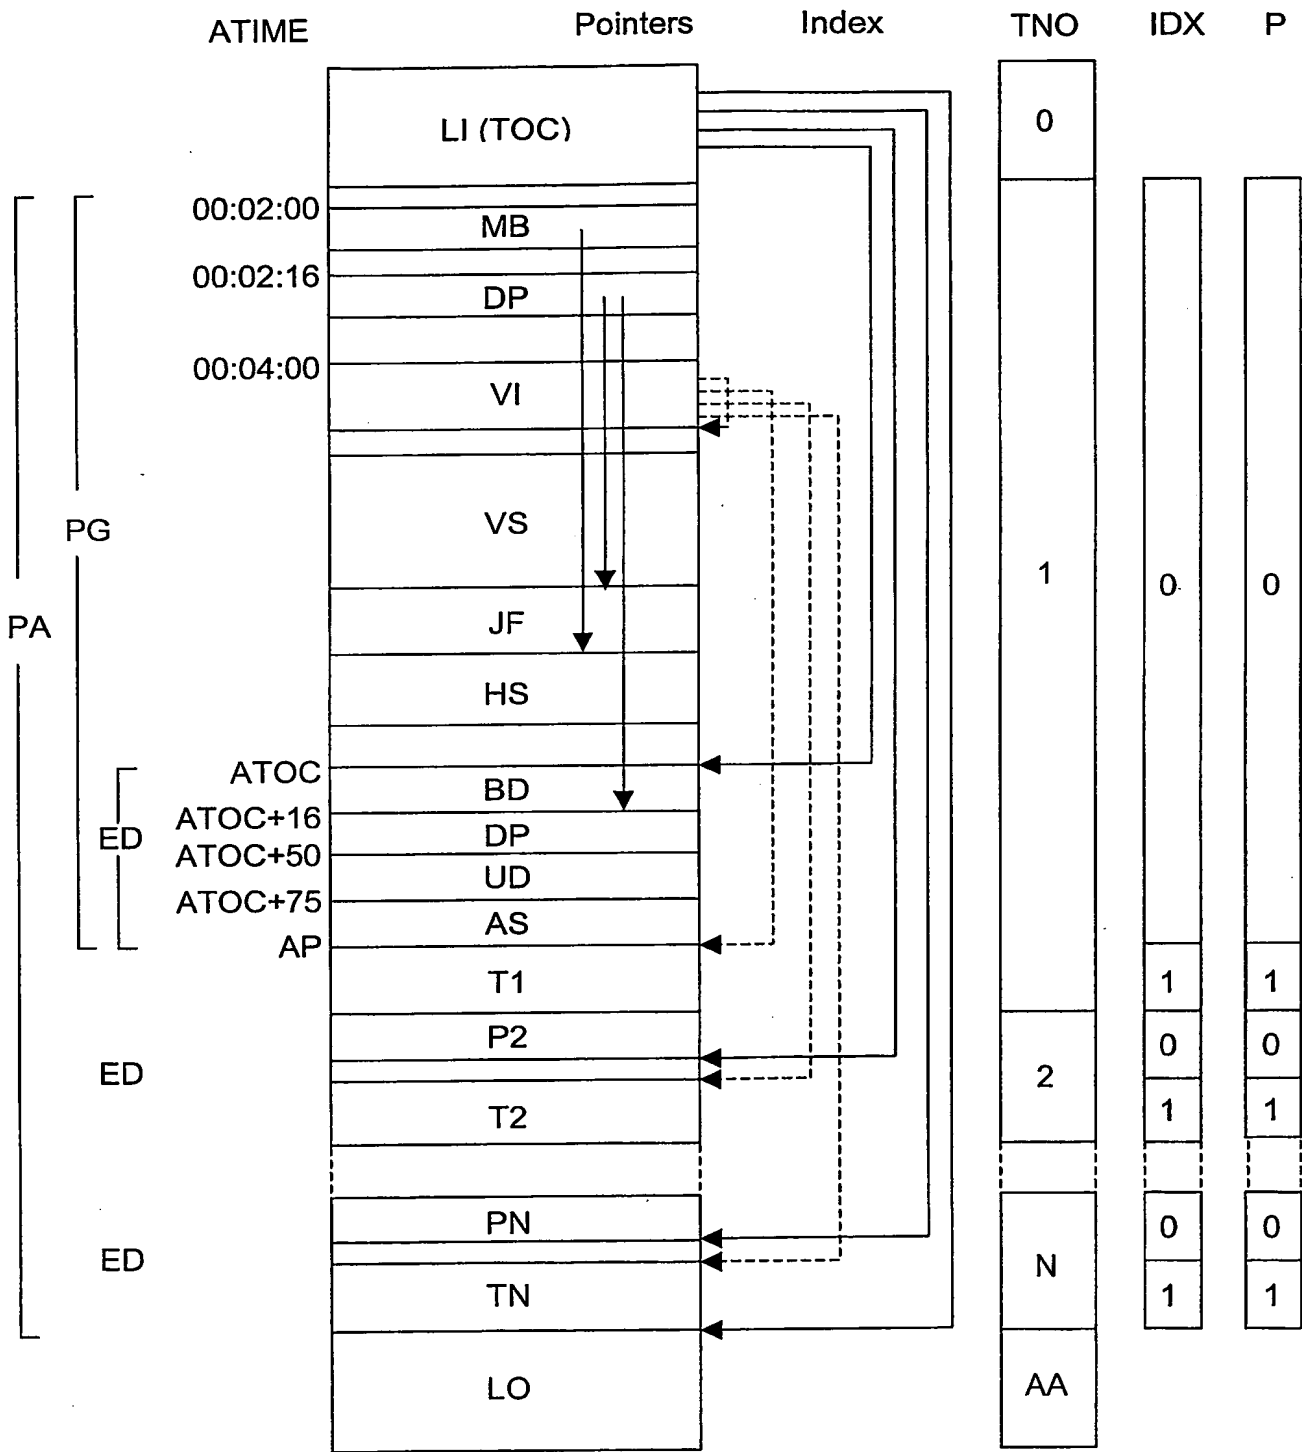 ATIME Pointers Index TNO IDX P
LI (TOC) 0
00:02:00
MB
00:02:16
DP
00:04:00
VI
VS
PG
1 0 0
JF
PA
HS
ATOC
BD
ATOC+16
ED DP
ATOC+50
UD
ATOC+75
AS
AP
T1 1 1
P2 0 0
ED 2
T2 1 1
PN 0 0
ED N
TN 1 1
LO AA